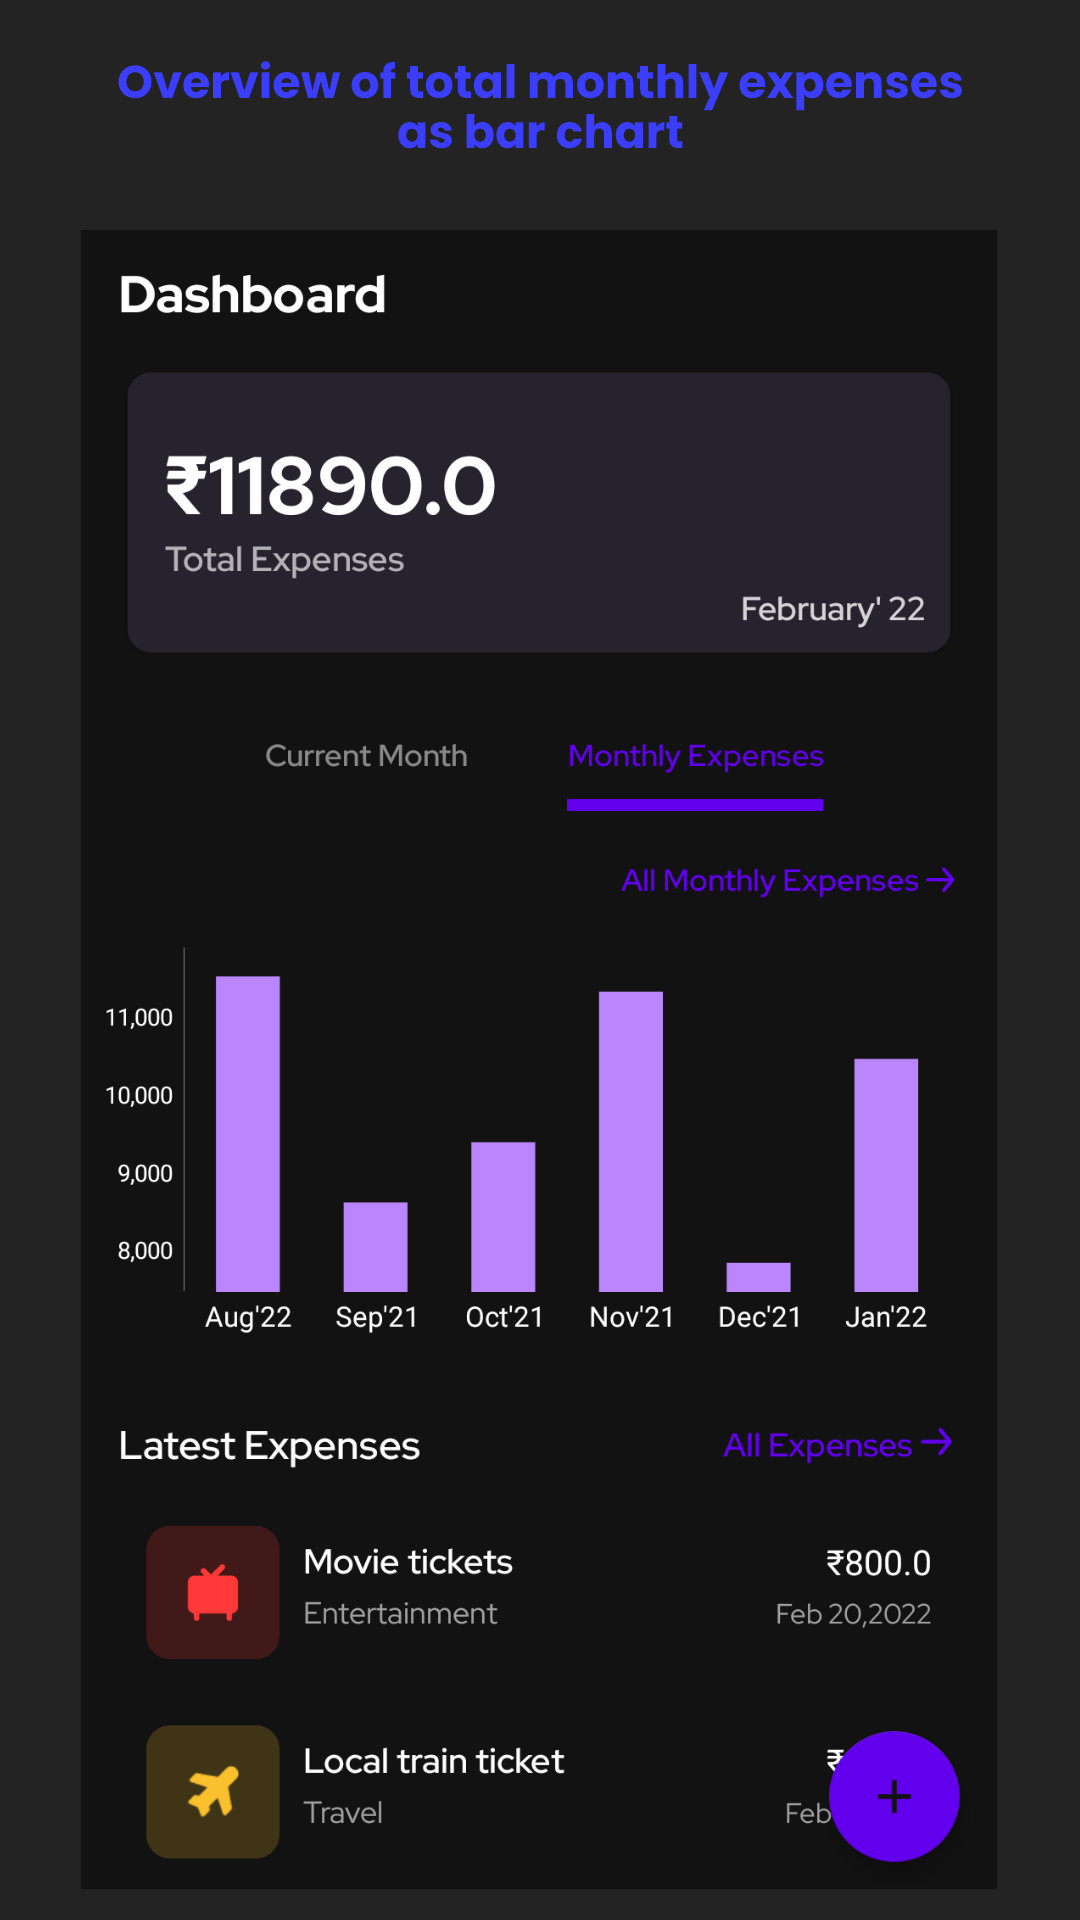 Overview of total monthly expenses
as bar chart
Dashboard
₹11890.0
Total Expenses
February' 22
Current Month
Monthly Expenses
All Monthly Expenses →
11,000
10,000
9,000
8,000
Aug'22 Sep'21 Oct'21 Nov'21 Dec'21 Jan'22
Latest Expenses
All Expenses →
Movie tickets
₹800.0
Entertainment
Feb 20,2022
Local train ticket
₹
Travel
Feb
+